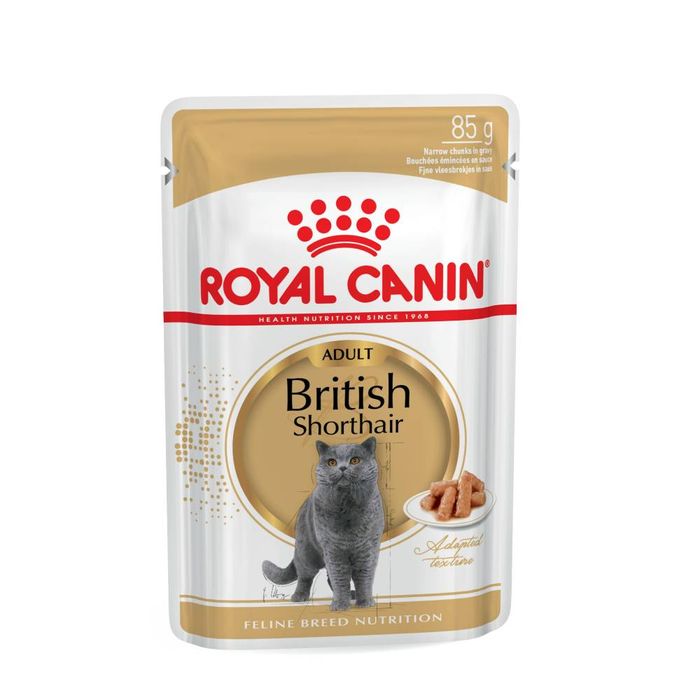 85 g
Narrow chunks in gravy
Bouchées émincées en sauce
Fijne vleesbrokjes in saus
ROYAL CANIN®
HEALTH NUTRITION SINCE 1968
ADULT
British
Shorthair
Adapted
texture
FELINE BREED NUTRITION